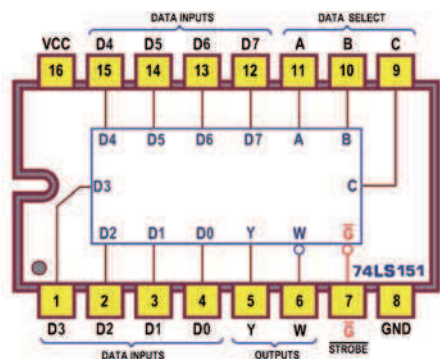 DATA INPUTS DATA SELECT
VCC D4 D5 D6 D7 A B C
16 15 14 13 12 11 10 9
D4 D5 D6 D7 A B
D3 C
D2 D1 D0 Y W G̅
74LS151
1 2 3 4 5 6 7 8
D3 D2 D1 D0 Y W G̅ GND
DATA INPUTS OUTPUTS S̅T̅R̅O̅B̅E̅